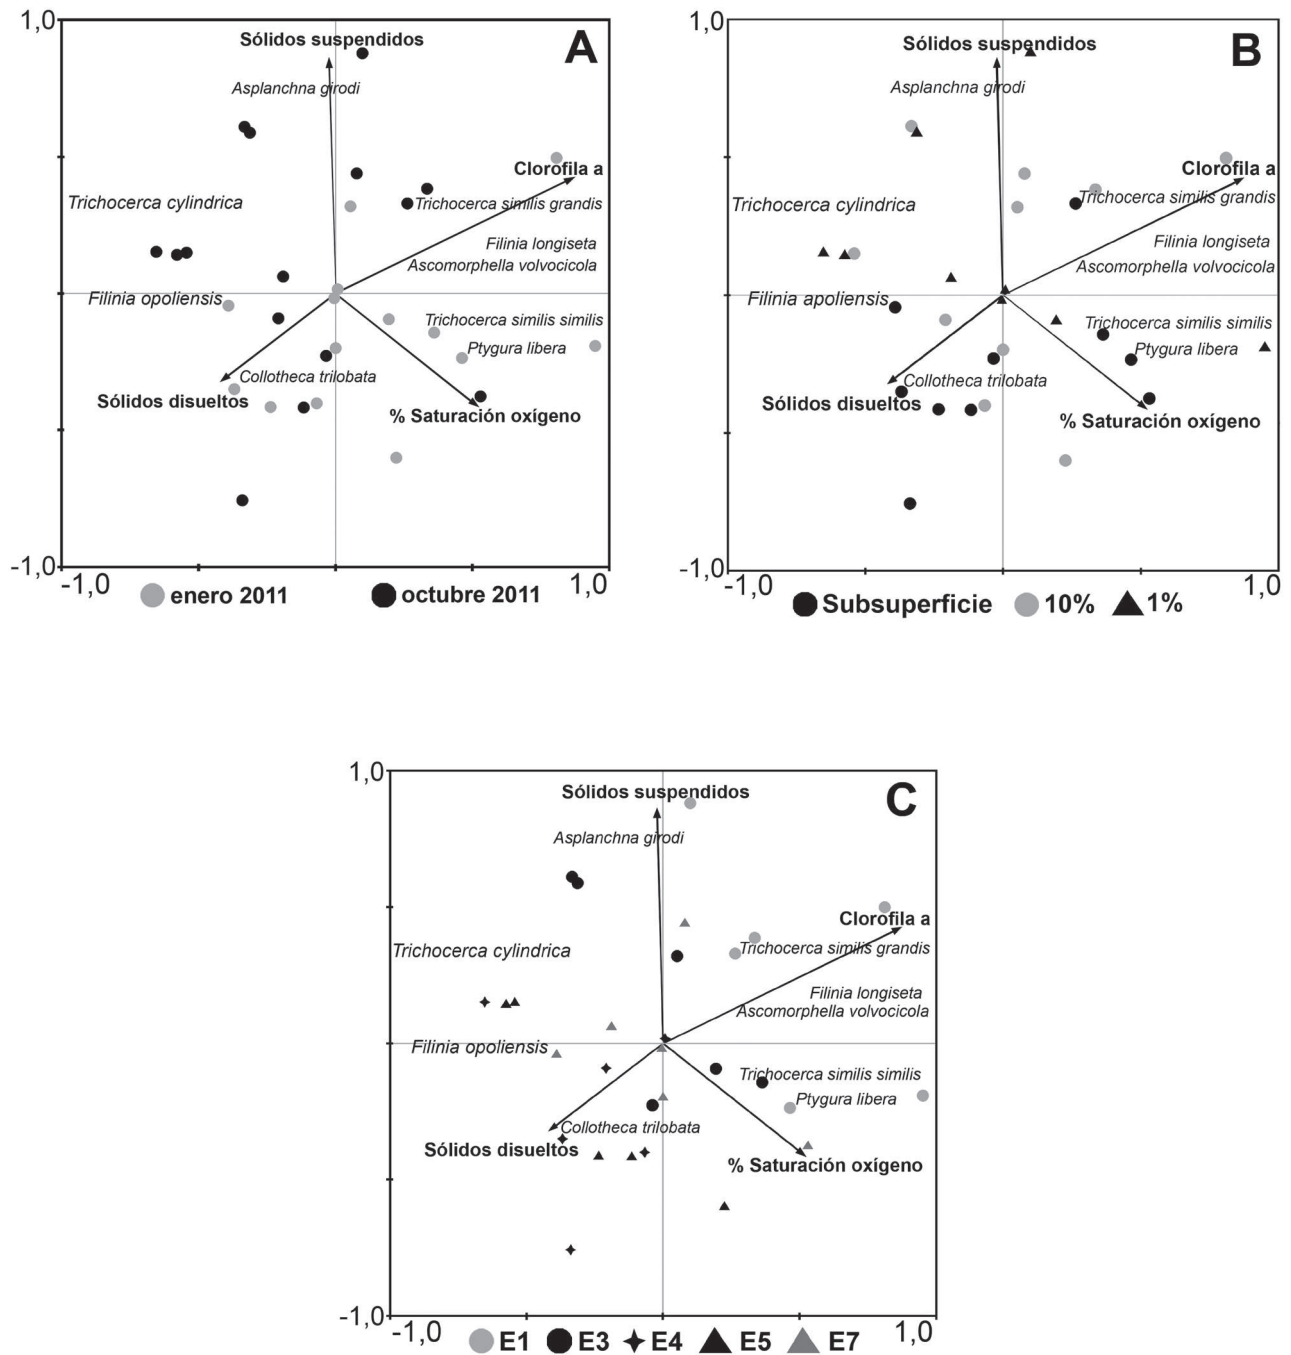 1,0
A
Sólidos suspendidos
Asplanchna girodi
Clorofila a
Trichocerca cylindrica
Trichocerca similis grandis
Filinia longiseta
Ascomorphella volvocicola
Filinia opoliensis
Trichocerca similis similis
Ptygura libera
Collotheca trilobata
Sólidos disueltos
% Saturación oxígeno
-1,0
-1,0 1,0
enero 2011 octubre 2011
1,0
B
Sólidos suspendidos
Asplanchna girodi
Clorofila a
Trichocerca similis grandis
Trichocerca cylindrica
Filinia longiseta
Ascomorphella volvocicola
Filinia apoliensis
Trichocerca similis similis
Ptygura libera
Collotheca trilobata
Sólidos disueltos
% Saturación oxígeno
-1,0
-1,0 1,0
Subsuperficie 10% 1%
1,0
C
Sólidos suspendidos
Asplanchna girodi
Clorofila a
Trichocerca similis grandis
Trichocerca cylindrica
Filinia longiseta
Ascomorphella volvocicola
Filinia opoliensis
Trichocerca similis similis
Ptygura libera
Collotheca trilobata
Sólidos disueltos
% Saturación oxígeno
-1,0
-1,0 1,0
E1 E3 E4 E5 E7